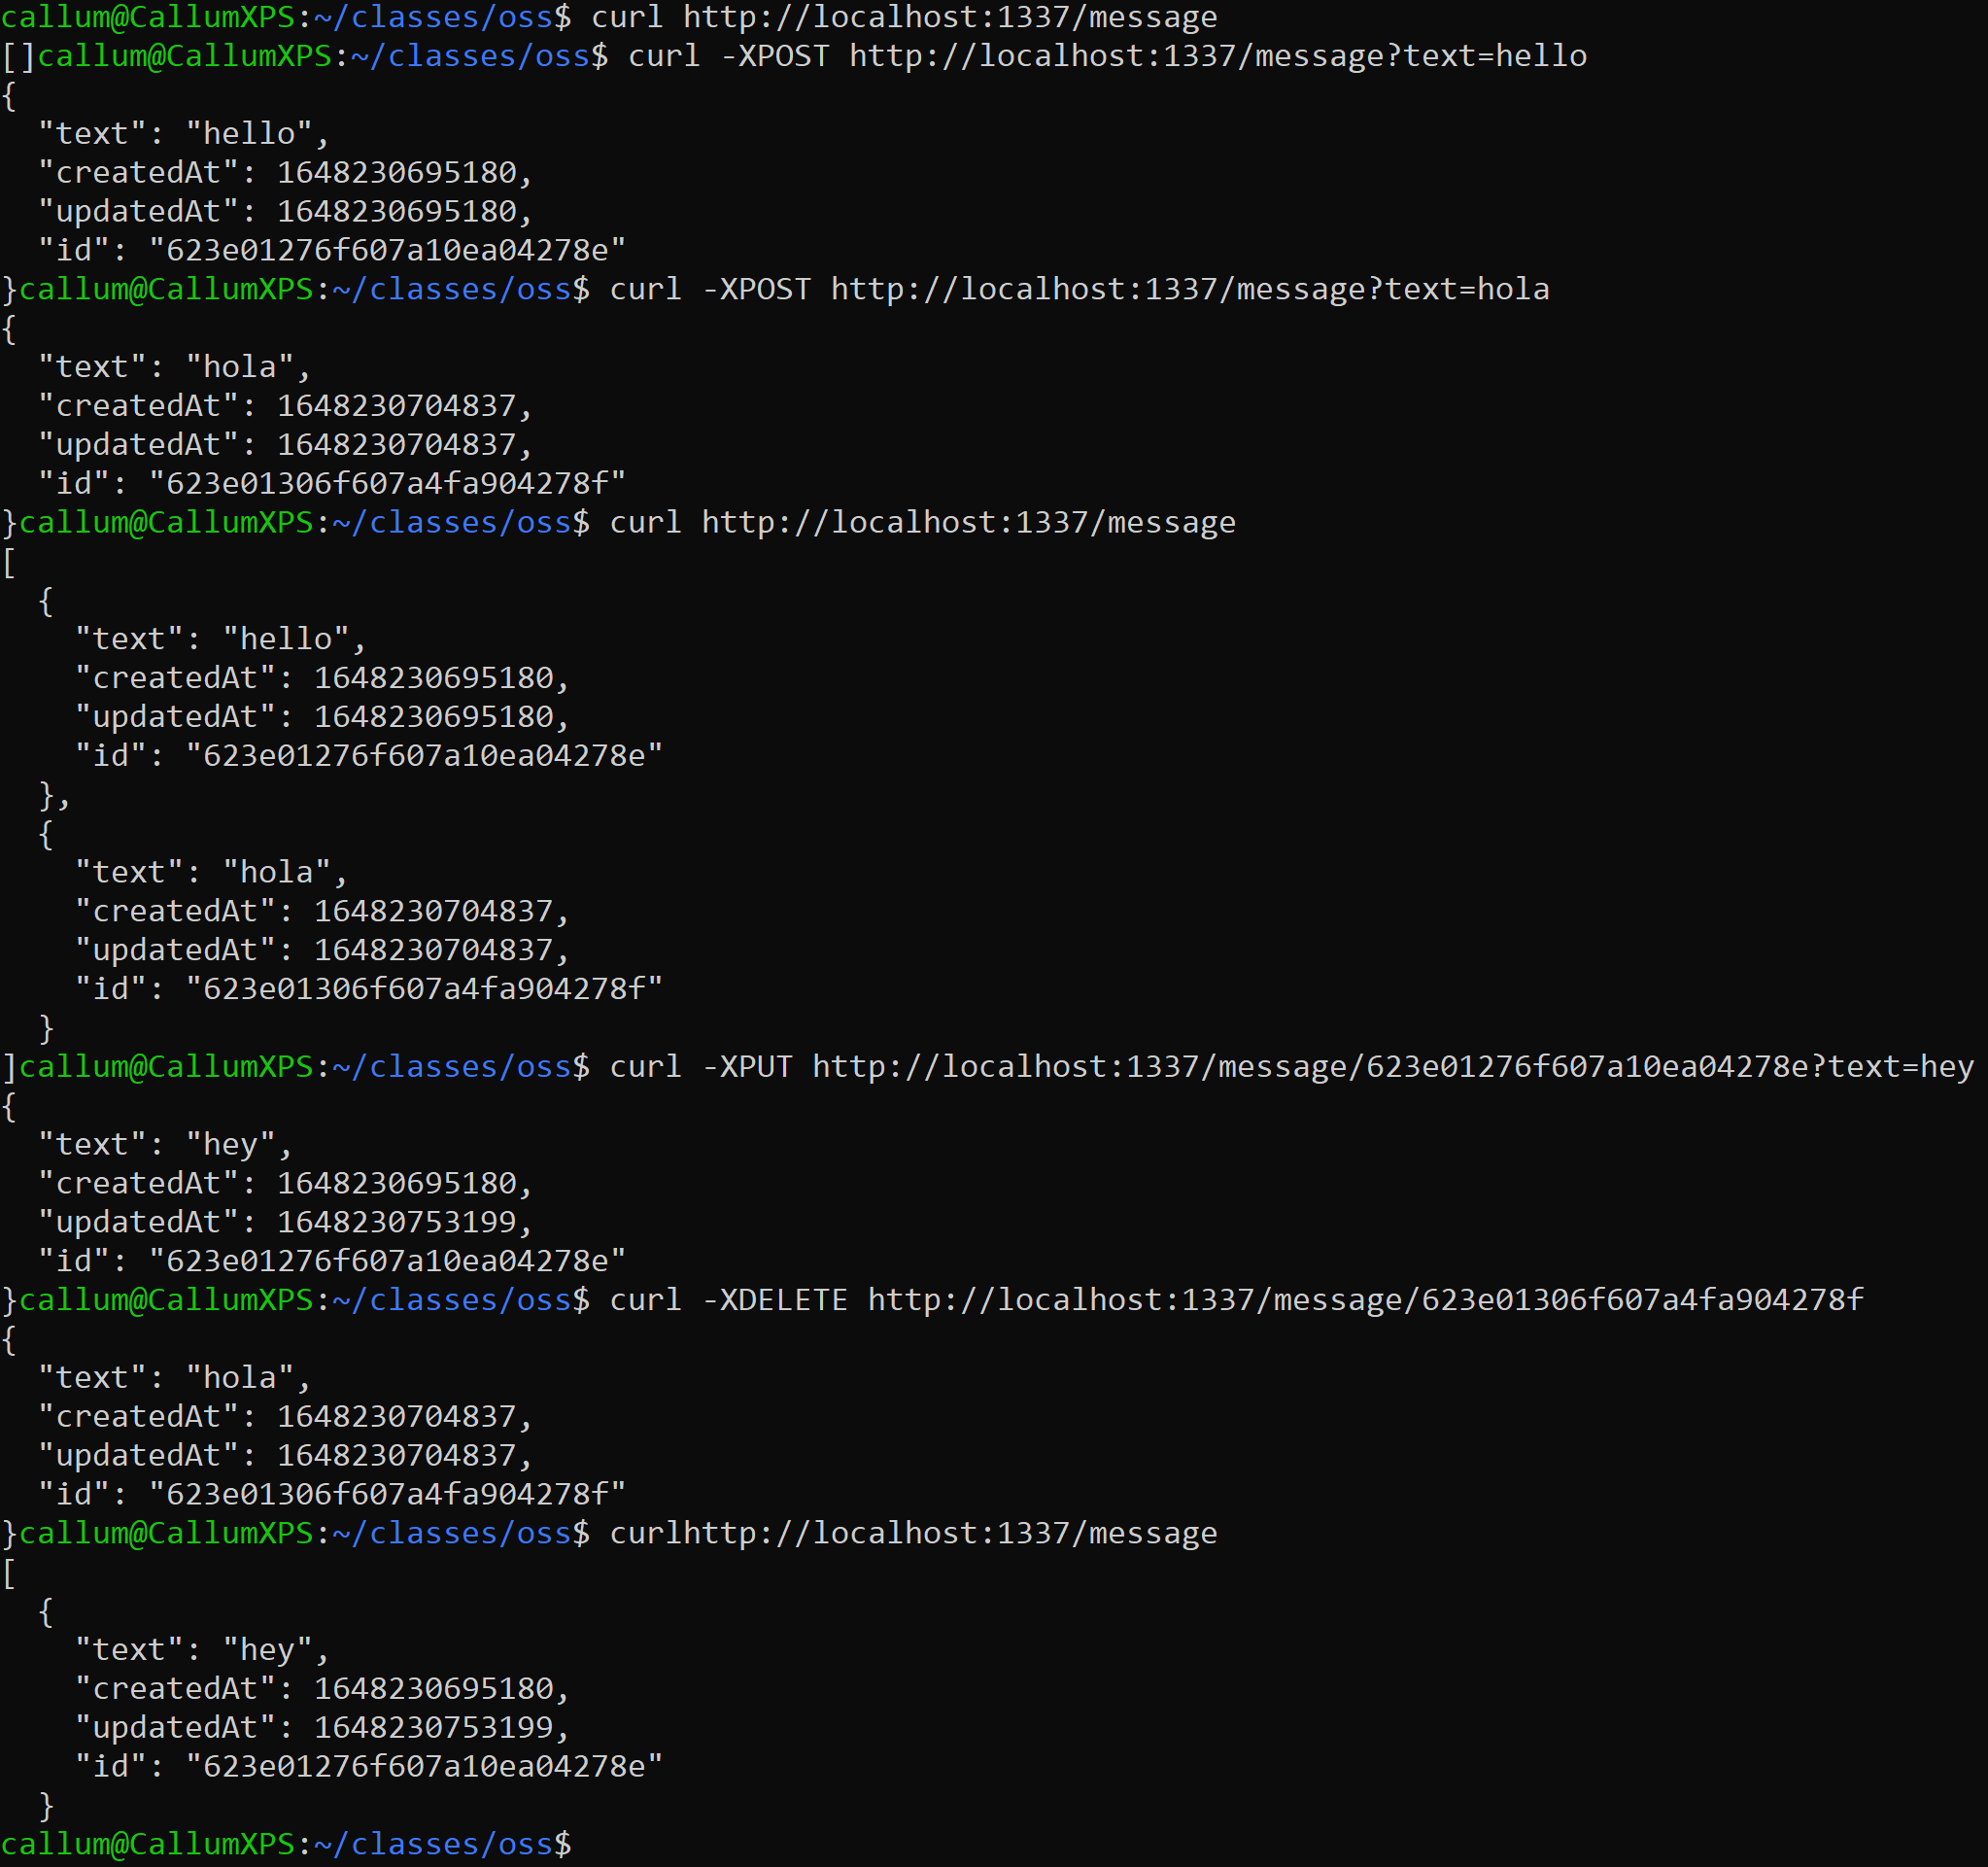 callum@CallumXPS:~/classes/oss$ curl http://localhost:1337/message
[]callum@CallumXPS:~/classes/oss$ curl -XPOST http://localhost:1337/message?text=hello
{
  "text": "hello",
  "createdAt": 1648230695180,
  "updatedAt": 1648230695180,
  "id": "623e01276f607a10ea04278e"
}callum@CallumXPS:~/classes/oss$ curl -XPOST http://localhost:1337/message?text=hola
{
  "text": "hola",
  "createdAt": 1648230704837,
  "updatedAt": 1648230704837,
  "id": "623e01306f607a4fa904278f"
}callum@CallumXPS:~/classes/oss$ curl http://localhost:1337/message
[
  {
    "text": "hello",
    "createdAt": 1648230695180,
    "updatedAt": 1648230695180,
    "id": "623e01276f607a10ea04278e"
  },
  {
    "text": "hola",
    "createdAt": 1648230704837,
    "updatedAt": 1648230704837,
    "id": "623e01306f607a4fa904278f"
  }
]callum@CallumXPS:~/classes/oss$ curl -XPUT http://localhost:1337/message/623e01276f607a10ea04278e?text=hey
{
  "text": "hey",
  "createdAt": 1648230695180,
  "updatedAt": 1648230753199,
  "id": "623e01276f607a10ea04278e"
}callum@CallumXPS:~/classes/oss$ curl -XDELETE http://localhost:1337/message/623e01306f607a4fa904278f
{
  "text": "hola",
  "createdAt": 1648230704837,
  "updatedAt": 1648230704837,
  "id": "623e01306f607a4fa904278f"
}callum@CallumXPS:~/classes/oss$ curlhttp://localhost:1337/message
[
  {
    "text": "hey",
    "createdAt": 1648230695180,
    "updatedAt": 1648230753199,
    "id": "623e01276f607a10ea04278e"
  }
callum@CallumXPS:~/classes/oss$